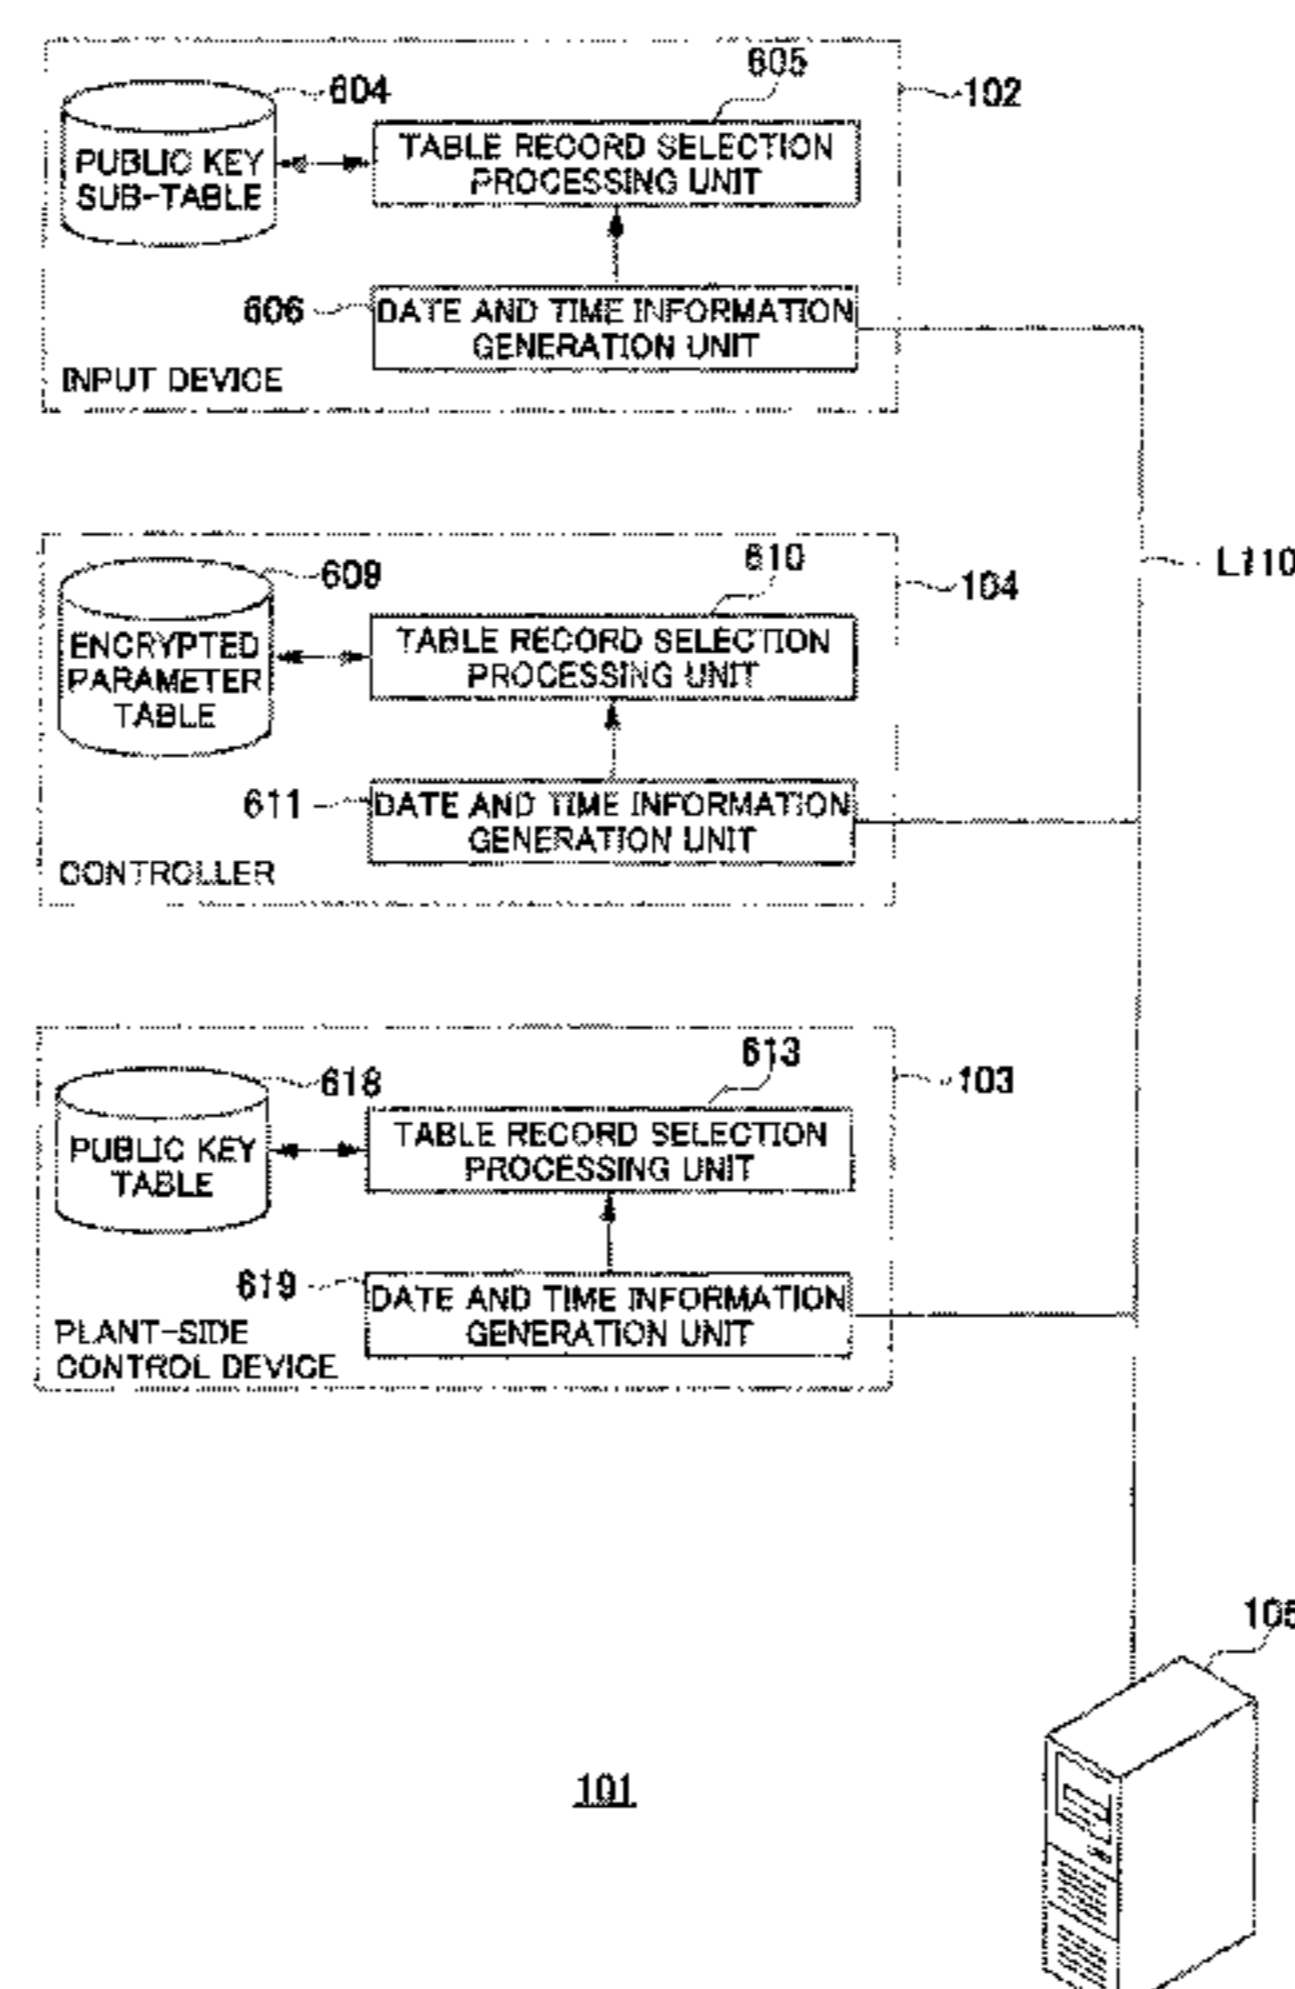 605
604
102
PUBLIC KEY
SUB-TABLE
TABLE RECORD SELECTION
PROCESSING UNIT
606
DATE AND TIME INFORMATION
GENERATION UNIT
INPUT DEVICE
610
609
104
L110
ENCRYPTED
PARAMETER
TABLE
TABLE RECORD SELECTION
PROCESSING UNIT
611
DATE AND TIME INFORMATION
GENERATION UNIT
CONTROLLER
613
618
103
PUBLIC KEY
TABLE
TABLE RECORD SELECTION
PROCESSING UNIT
619
DATE AND TIME INFORMATION
GENERATION UNIT
PLANT-SIDE
CONTROL DEVICE
101